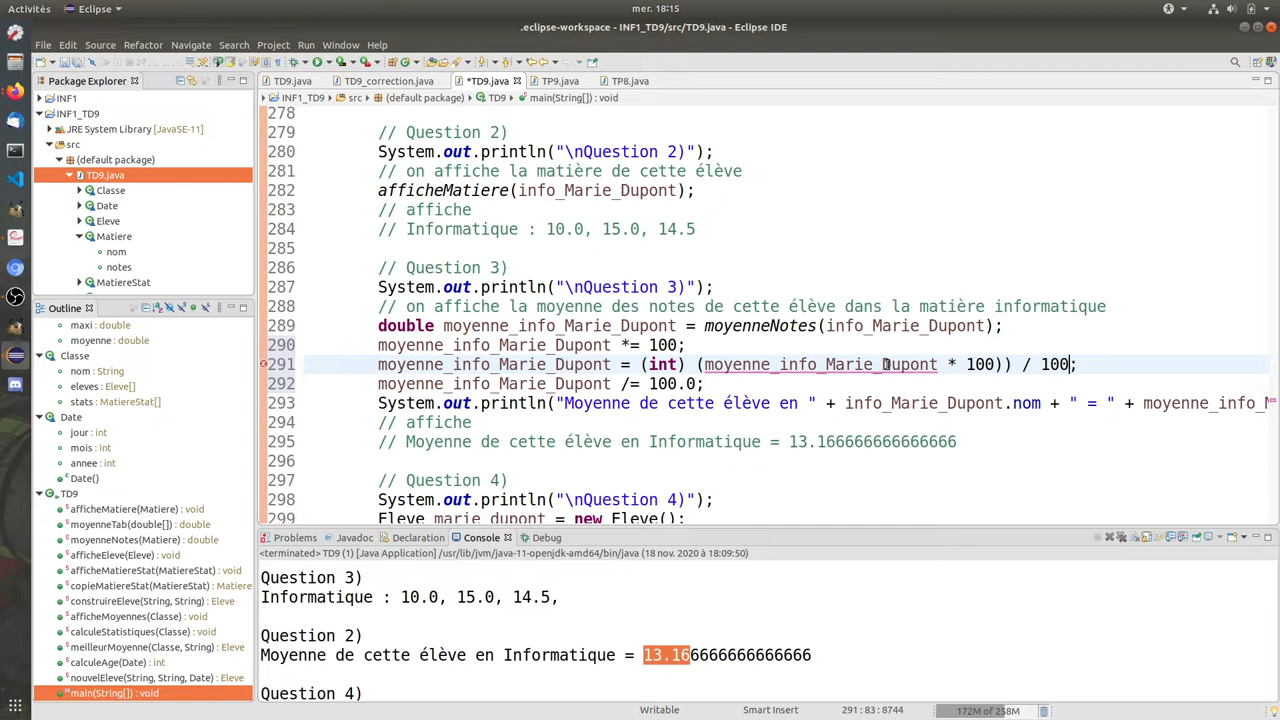 Activités Eclipse mer. 18:15
.eclipse-workspace - INF1_TD9/src/TD9.java - Eclipse IDE
File Edit Source Refactor Navigate Search Project Run Window Help
Package Explorer TD9.java TD9_correction.java *TD9.java TP9.java TP8.java
INF1_TD9 src (default package) TD9 main(String[]) : void
INF1
INF1_TD9
JRE System Library [JavaSE-11]
src
(default package)
TD9.java
Classe
Date
Eleve
Matiere
nom
notes
MatiereStat
Outline
maxi : double
moyenne : double
Classe
nom : String
eleves : Eleve[]
stats : MatiereStat[]
Date
jour : int
mois : int
annee : int
Date()
TD9
afficheMatiere(Matiere) : void
moyenneTab(double[]) : double
moyenneNotes(Matiere) : double
afficheEleve(Eleve) : void
afficheMatiereStat(MatiereStat) : void
copieMatiereStat(MatiereStat) : Matiere
construireEleve(String, String) : Eleve
afficheMoyennes(Classe) : void
calculeStatistiques(Classe) : void
meilleurMoyenne(Classe, String) : Eleve
calculeAge(Date) : int
nouvelEleve(String, String, Date) : Eleve
main(String[]) : void
278
279 // Question 2)
280 System.out.println("\nQuestion 2)");
281 // on affiche la matière de cette élève
282 afficheMatiere(info_Marie_Dupont);
283 // affiche
284 // Informatique : 10.0, 15.0, 14.5
285
286 // Question 3)
287 System.out.println("\nQuestion 3)");
288 // on affiche la moyenne des notes de cette élève dans la matière informatique
289 double moyenne_info_Marie_Dupont = moyenneNotes(info_Marie_Dupont);
290 moyenne_info_Marie_Dupont *= 100;
291 moyenne_info_Marie_Dupont = (int) (moyenne_info_Marie_Dupont * 100)) / 100;
292 moyenne_info_Marie_Dupont /= 100.0;
293 System.out.println("Moyenne de cette élève en " + info_Marie_Dupont.nom + " = " + moyenne_info_M
294 // affiche
295 // Moyenne de cette élève en Informatique = 13.166666666666666
296
297 // Question 4)
298 System.out.println("\nQuestion 4)");
299 Eleve marie_dupont = new Eleve();
Problems Javadoc Declaration Console Debug
<terminated> TD9 (1) [Java Application] /usr/lib/jvm/java-11-openjdk-amd64/bin/java (18 nov. 2020 à 18:09:50)
Question 3)
Informatique : 10.0, 15.0, 14.5,
Question 2)
Moyenne de cette élève en Informatique = 13.166666666666666
Question 4)
Writable Smart Insert 291 : 83 : 8744 172M of 258M